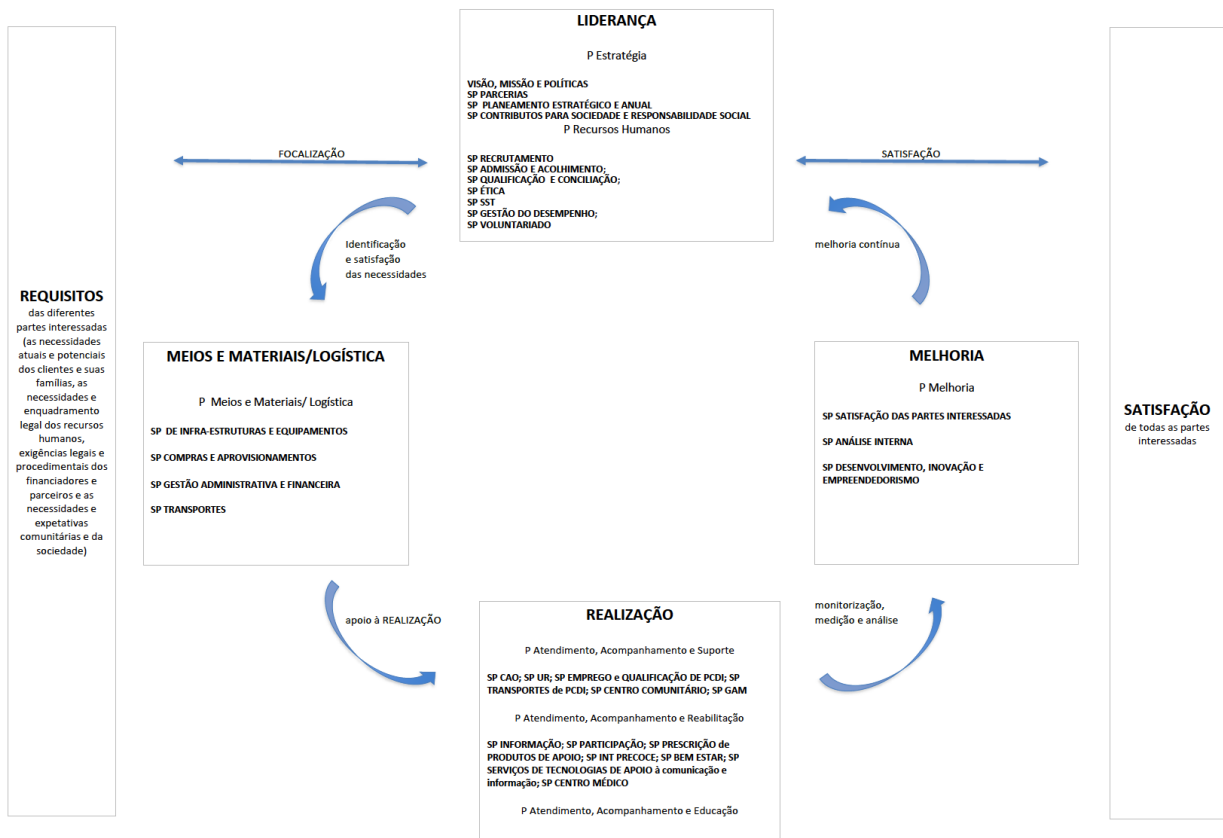 LIDERANÇA
P Estratégia
VISÃO, MISSÃO E POLÍTICAS
SP PARCERIAS
SP PLANEAMENTO ESTRATÉGICO E ANUAL
SP CONTRIBUTOS PARA SOCIEDADE E RESPONSABILIDADE SOCIAL
P Recursos Humanos
SP RECRUTAMENTO
SP ADMISSÃO E ACOLHIMENTO;
SP QUALIFICAÇÃO E CONCILIAÇÃO;
SP ÉTICA
SP SST
SP GESTÃO DO DESEMPENHO;
SP VOLUNTARIADO
FOCALIZAÇÃO
SATISFAÇÃO
Identificação
e satisfação
das necessidades
melhoria contínua
REQUISITOS
das diferentes
partes interessadas
(as necessidades
atuais e potenciais
dos clientes e suas
famílias, as
necessidades e
enquadramento
legal dos recursos
humanos,
exigências legais e
procedimentais dos
financiadores e
parceiros e as
necessidades e
expetativas
comunitárias e da
sociedade)
MEIOS E MATERIAIS/LOGÍSTICA
P Meios e Materiais/ Logística
SP DE INFRA-ESTRUTURAS E EQUIPAMENTOS
SP COMPRAS E APROVISIONAMENTOS
SP GESTÃO ADMINISTRATIVA E FINANCEIRA
SP TRANSPORTES
MELHORIA
P Melhoria
SP SATISFAÇÃO DAS PARTES INTERESSADAS
SP ANÁLISE INTERNA
SP DESENVOLVIMENTO, INOVAÇÃO E
EMPREENDEDORISMO
SATISFAÇÃO
de todas as partes
interessadas
apoio à REALIZAÇÃO
monitorização,
medição e análise
REALIZAÇÃO
P Atendimento, Acompanhamento e Suporte
SP CAO; SP UR; SP EMPREGO e QUALIFICAÇÃO DE PCDI; SP
TRANSPORTES de PCDI; SP CENTRO COMUNITÁRIO; SP GAM
P Atendimento, Acompanhamento e Reabilitação
SP INFORMAÇÃO; SP PARTICIPAÇÃO; SP PRESCRIÇÃO de
PRODUTOS DE APOIO; SP INT PRECOCE; SP BEM ESTAR; SP
SERVIÇOS DE TECNOLOGIAS DE APOIO à comunicação e
informação; SP CENTRO MÉDICO
P Atendimento, Acompanhamento e Educação